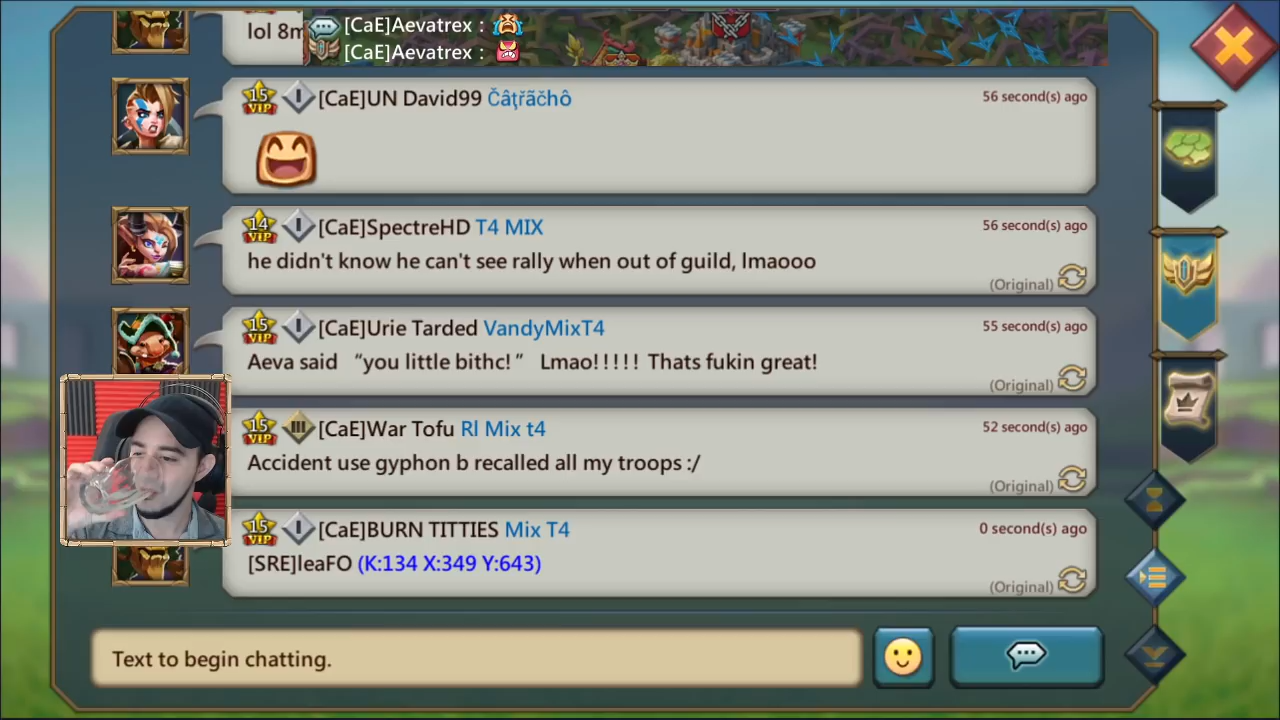 lol 8m
[CaE]Aevatrex :
[CaE]Aevatrex :
15 VIP I [CaE]UN David99 Čâţřãčhô 56 second(s) ago
14 VIP I [CaE]SpectreHD T4 MIX 56 second(s) ago
he didn't know he can't see rally when out of guild, lmaooo
(Original)
15 VIP I [CaE]Urie Tarded VandyMixT4 55 second(s) ago
Aeva said “you little bithc!” Lmao!!!!! Thats fukin great!
(Original)
15 VIP III [CaE]War Tofu Rl Mix t4 52 second(s) ago
Accident use gyphon b recalled all my troops :/
(Original)
15 VIP I [CaE]BURN TITTIES Mix T4 0 second(s) ago
[SRE]leaFO (K:134 X:349 Y:643)
(Original)
Text to begin chatting.